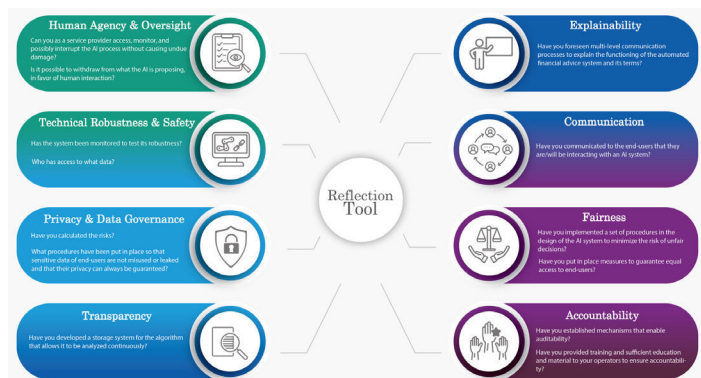 Human Agency & Oversight
Can you as a service provider access, monitor, and
possibly interrupt the AI process without causing undue
damage?
Is it possible to withdraw from what the AI is proposing,
in favor of human interaction?
Technical Robustness & Safety
Has the system been monitored to test its robustness?
Who has access to what data?
Privacy & Data Governance
Have you calculated the risks?
What procedures have been put in place so that
sensitive data of end-users are not misused or leaked
and that their privacy can always be guaranteed?
Transparency
Have you developed a storage system for the algorithm
that allows it to be analyzed continuously?
Reflection
Tool
Explainability
Have you foreseen multi-level communication
processes to explain the functioning of the automated
financial advice system and its terms?
Communication
Have you communicated to the end-users that they
are/will be interacting with an AI system?
Fairness
Have you implemented a set of procedures in the
design of the AI system to minimize the risk of unfair
decisions?
Have you put in place measures to guarantee equal
access to end-users?
Accountability
Have you established mechanisms that enable
auditability?
Have you provided training and sufficient education
and material to your operators to ensure accountabili-
ty?